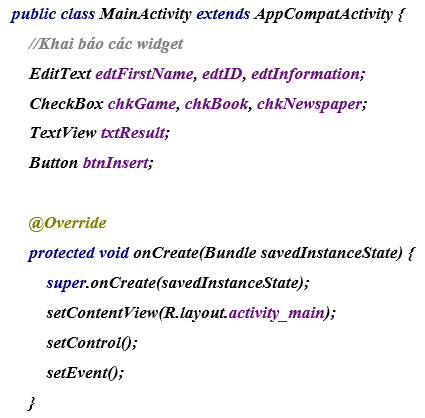 public class MainActivity extends AppCompatActivity {
//Khai báo các widget
EditText edtFirstName, edtID, edtInformation;
CheckBox chkGame, chkBook, chkNewspaper;
TextView txtResult;
Button btnInsert;
@Override
protected void onCreate(Bundle savedInstanceState) {
super.onCreate(savedInstanceState);
setContentView(R.layout.activity_main);
setControl();
setEvent();
}